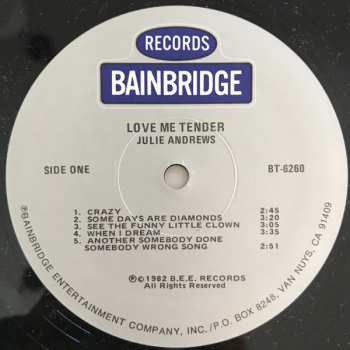 RECORDS
BAINBRIDGE
LOVE ME TENDER
JULIE ANDREWS
SIDE ONE
BT-6260
1. CRAZY 2:45
2. SOME DAYS ARE DIAMONDS 3:20
3. SEE THE FUNNY LITTLE CLOWN 3:05
4. WHEN I DREAM 3:35
5. ANOTHER SOMEBODY DONE
SOMEBODY WRONG SONG 2:51
℗©1982 B.E.E. RECORDS
All Rights Reserved
℗BAINBRIDGE ENTERTAINMENT COMPANY, INC./P.O. BOX 8248, VAN NUYS, CA 91409